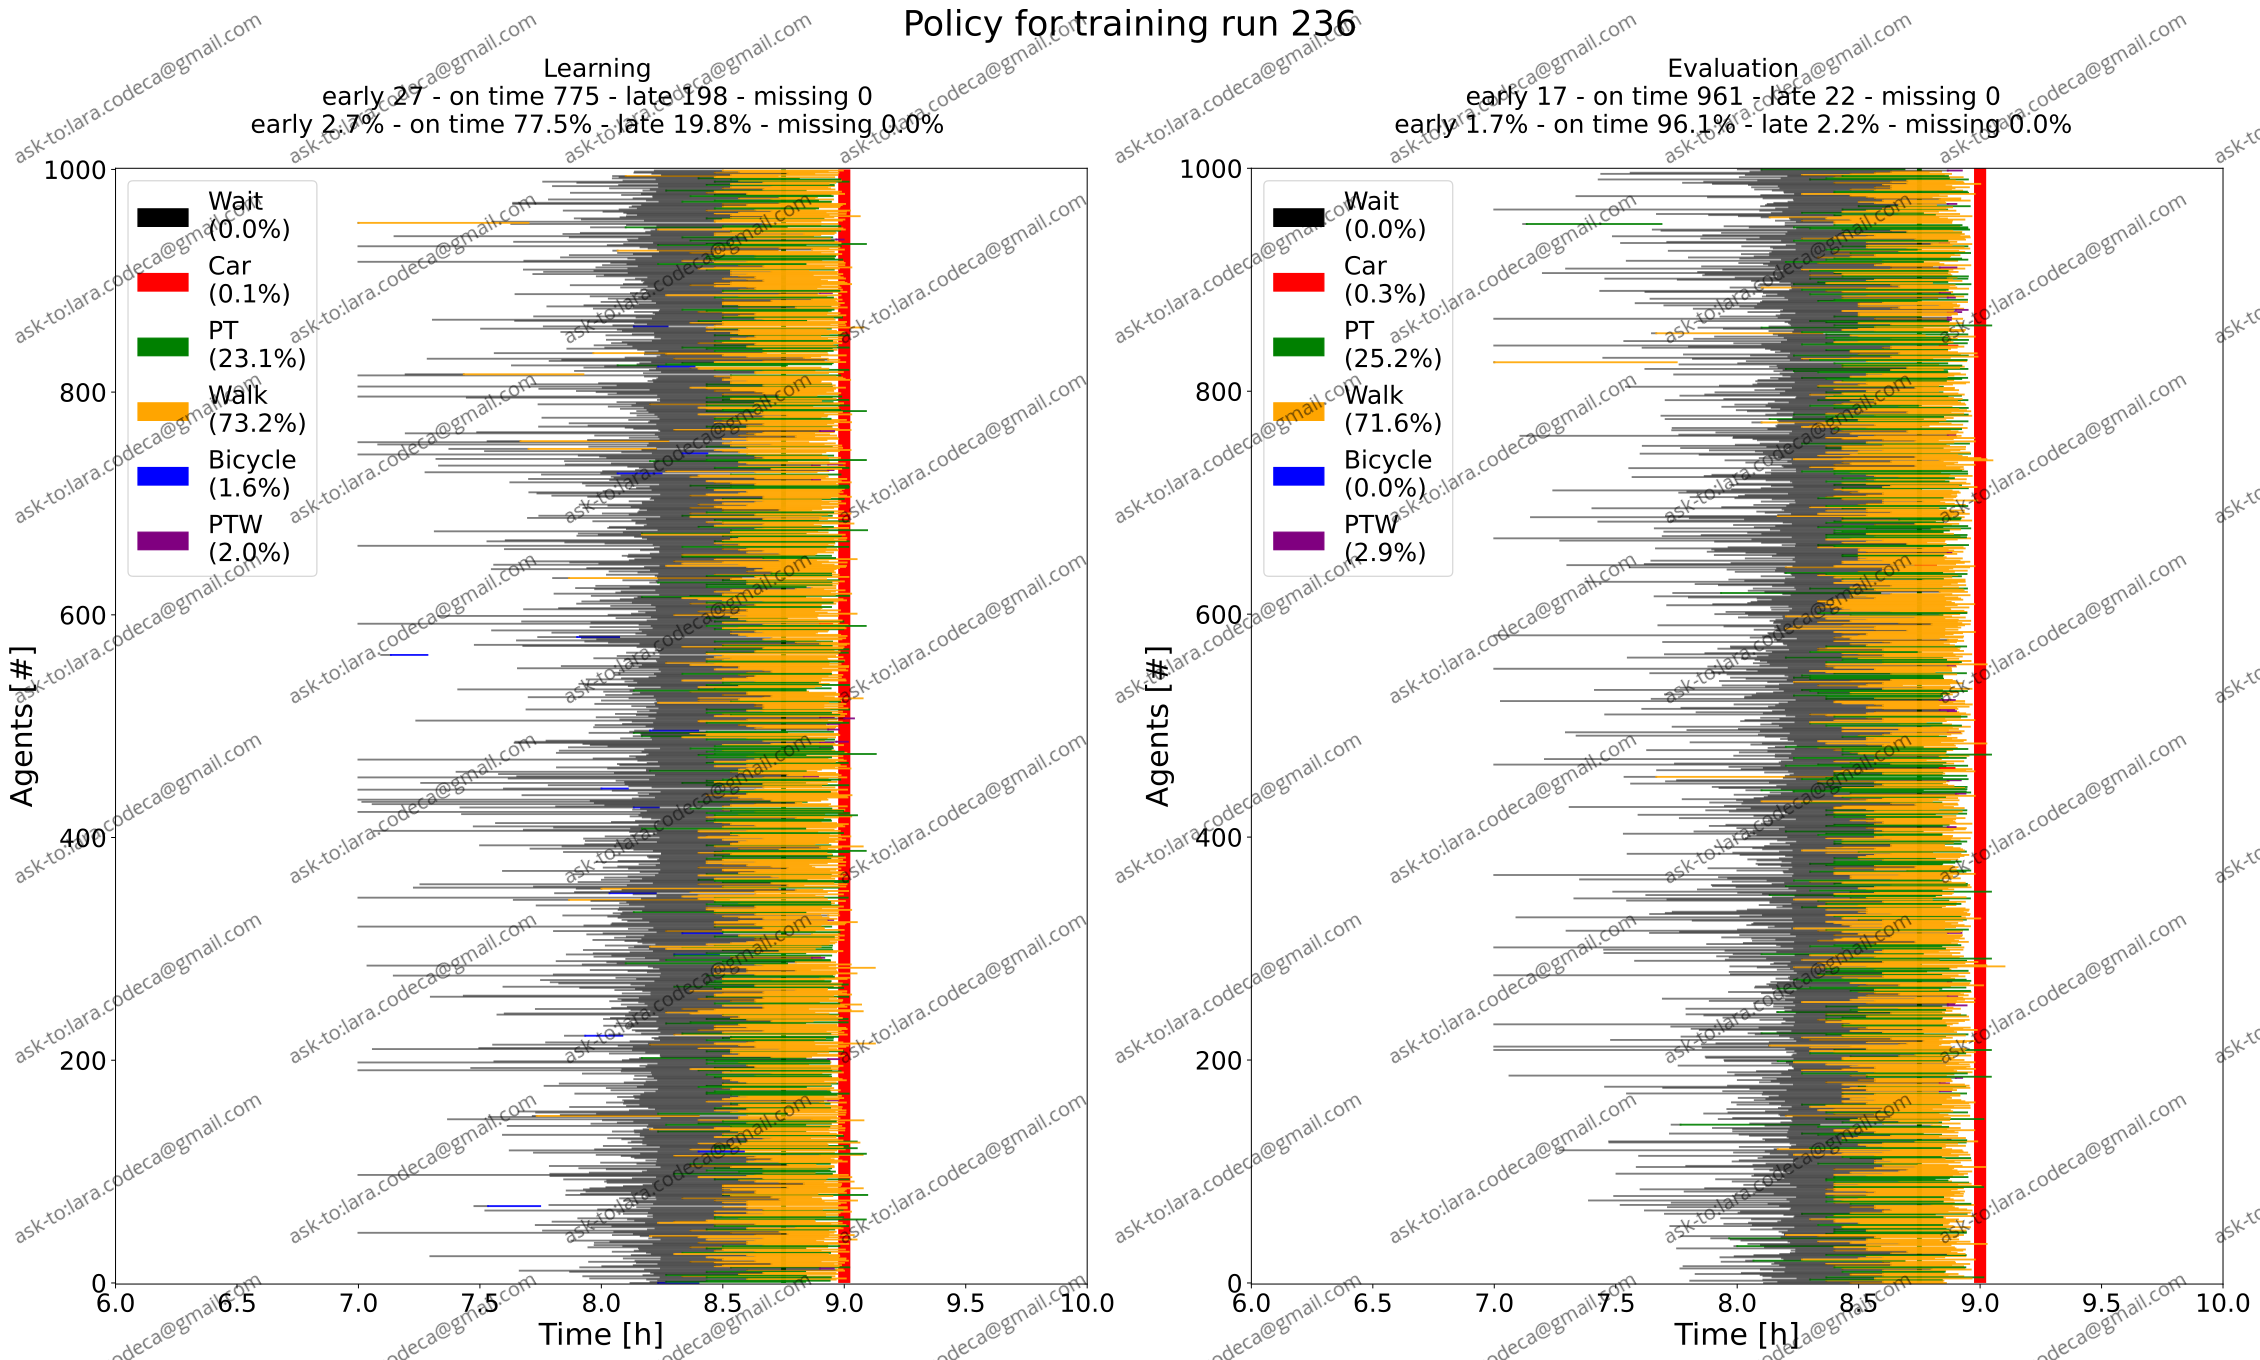 Policy for training run 236
Learning
early 27 - on time 775 - late 198 - missing 0
early 2.7% - on time 77.5% - late 19.8% - missing 0.0%
1000
800
600
400
200
0
Agents [#]
Wait
(0.0%)
Car
(0.1%)
PT
(23.1%)
Walk
(73.2%)
Bicycle
(1.6%)
PTW
(2.0%)
6.0 6.5 7.0 7.5 8.0 8.5 9.0 9.5 10.0
Time [h]
Evaluation
early 17 - on time 961 - late 22 - missing 0
early 1.7% - on time 96.1% - late 2.2% - missing 0.0%
1000
800
600
400
200
0
Agents [#]
Wait
(0.0%)
Car
(0.3%)
PT
(25.2%)
Walk
(71.6%)
Bicycle
(0.0%)
PTW
(2.9%)
6.0 6.5 7.0 7.5 8.0 8.5 9.0 9.5 10.0
Time [h]
ask-to:lara.codeca@gmail.com